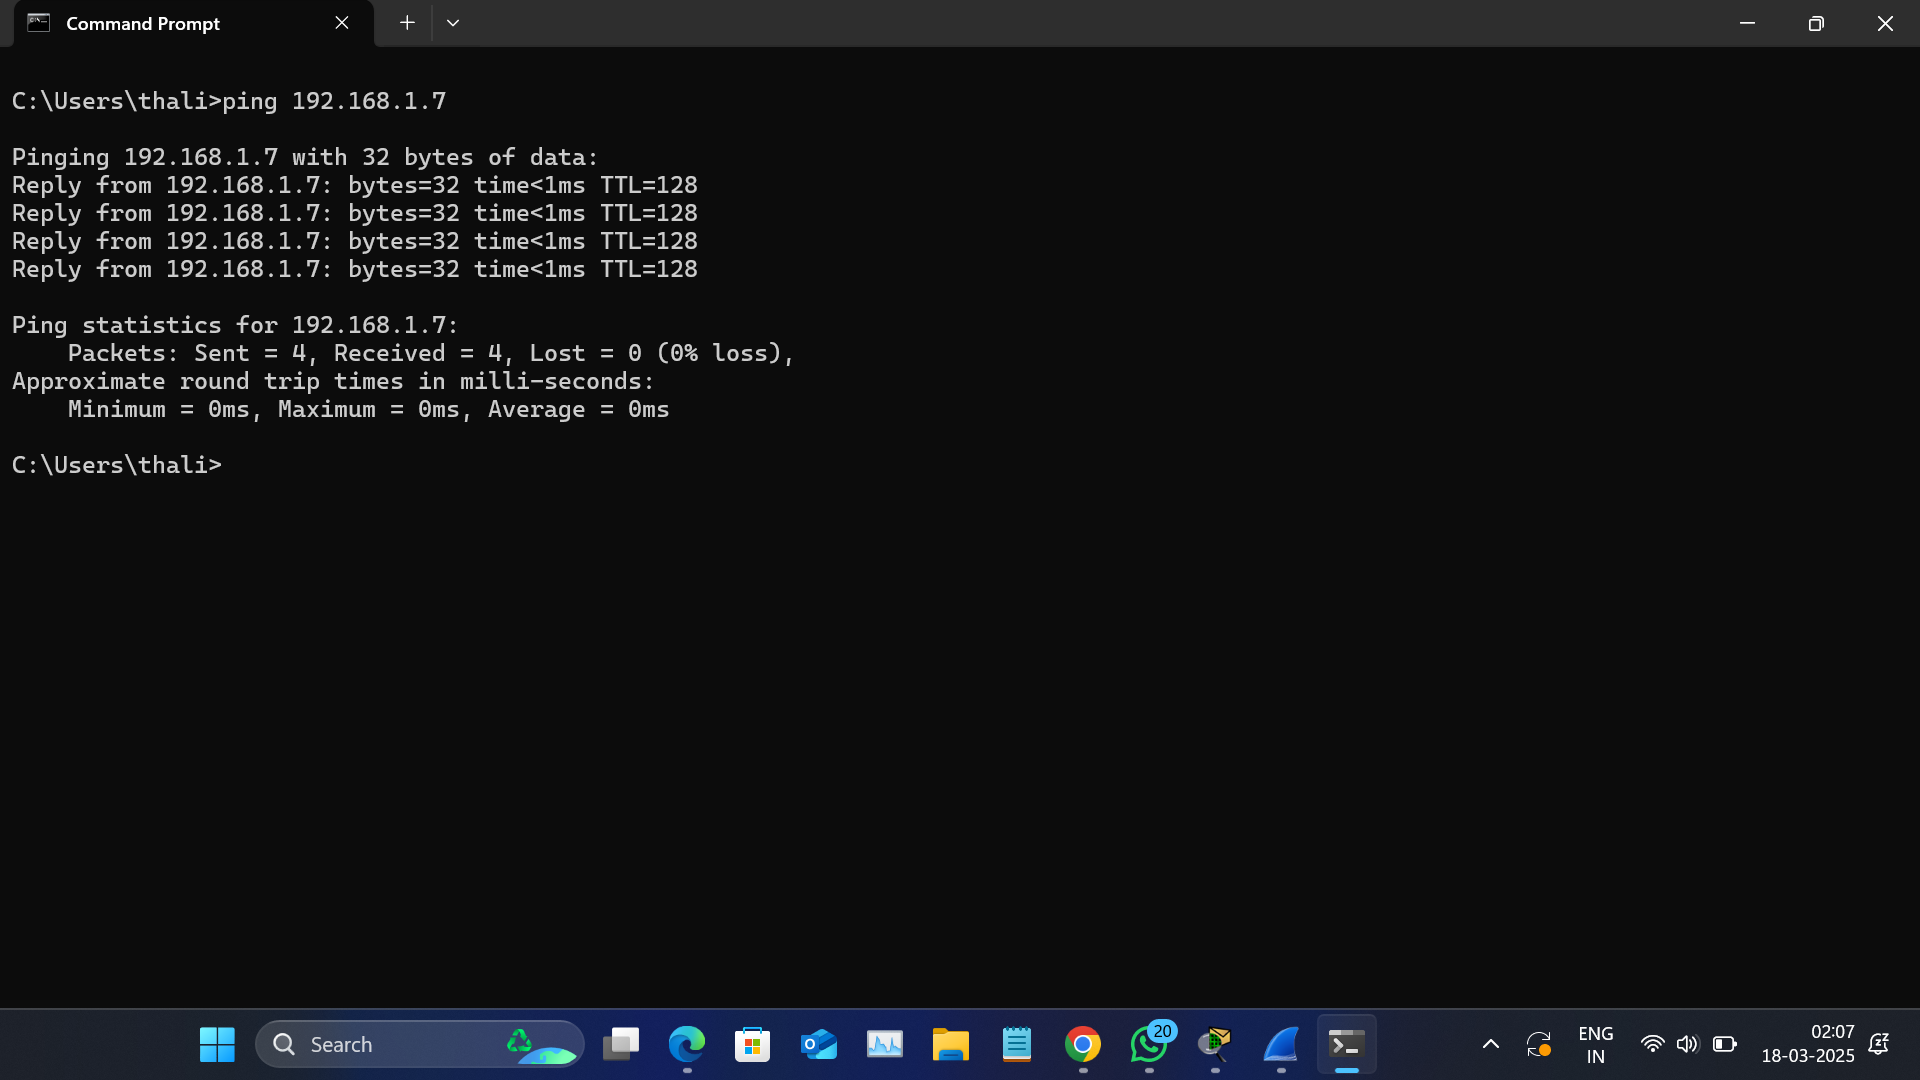 Command Prompt
C:\Users\thali>ping 192.168.1.7
Pinging 192.168.1.7 with 32 bytes of data:
Reply from 192.168.1.7: bytes=32 time<1ms TTL=128
Reply from 192.168.1.7: bytes=32 time<1ms TTL=128
Reply from 192.168.1.7: bytes=32 time<1ms TTL=128
Reply from 192.168.1.7: bytes=32 time<1ms TTL=128
Ping statistics for 192.168.1.7:
    Packets: Sent = 4, Received = 4, Lost = 0 (0% loss),
Approximate round trip times in milli-seconds:
    Minimum = 0ms, Maximum = 0ms, Average = 0ms
C:\Users\thali>
Search
20
ENG
IN
02:07
18-03-2025